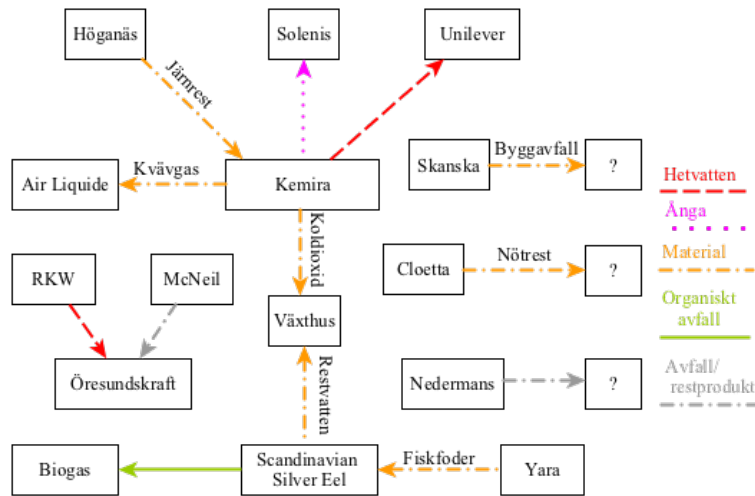 Höganäs
Solenis
Unilever
Järnrest
Skanska
Byggavfall
?
Air Liquide
Kvävgas
Kemira
Hetvatten
Ånga
Koldioxid
Cloetta
Nötrest
?
Material
RKW
McNeil
Växthus
Organiskt
avfall
Öresundskraft
Restvatten
Nedermans
?
Avfall/
restprodukt
Biogas
Scandinavian
Silver Eel
Fiskfoder
Yara